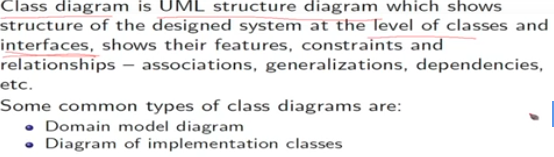 Class diagram is UML structure diagram which shows
structure of the designed system at the level of classes and
interfaces, shows their features, constraints and
relationships – associations, generalizations, dependencies,
etc.
Some common types of class diagrams are:
Domain model diagram
Diagram of implementation classes